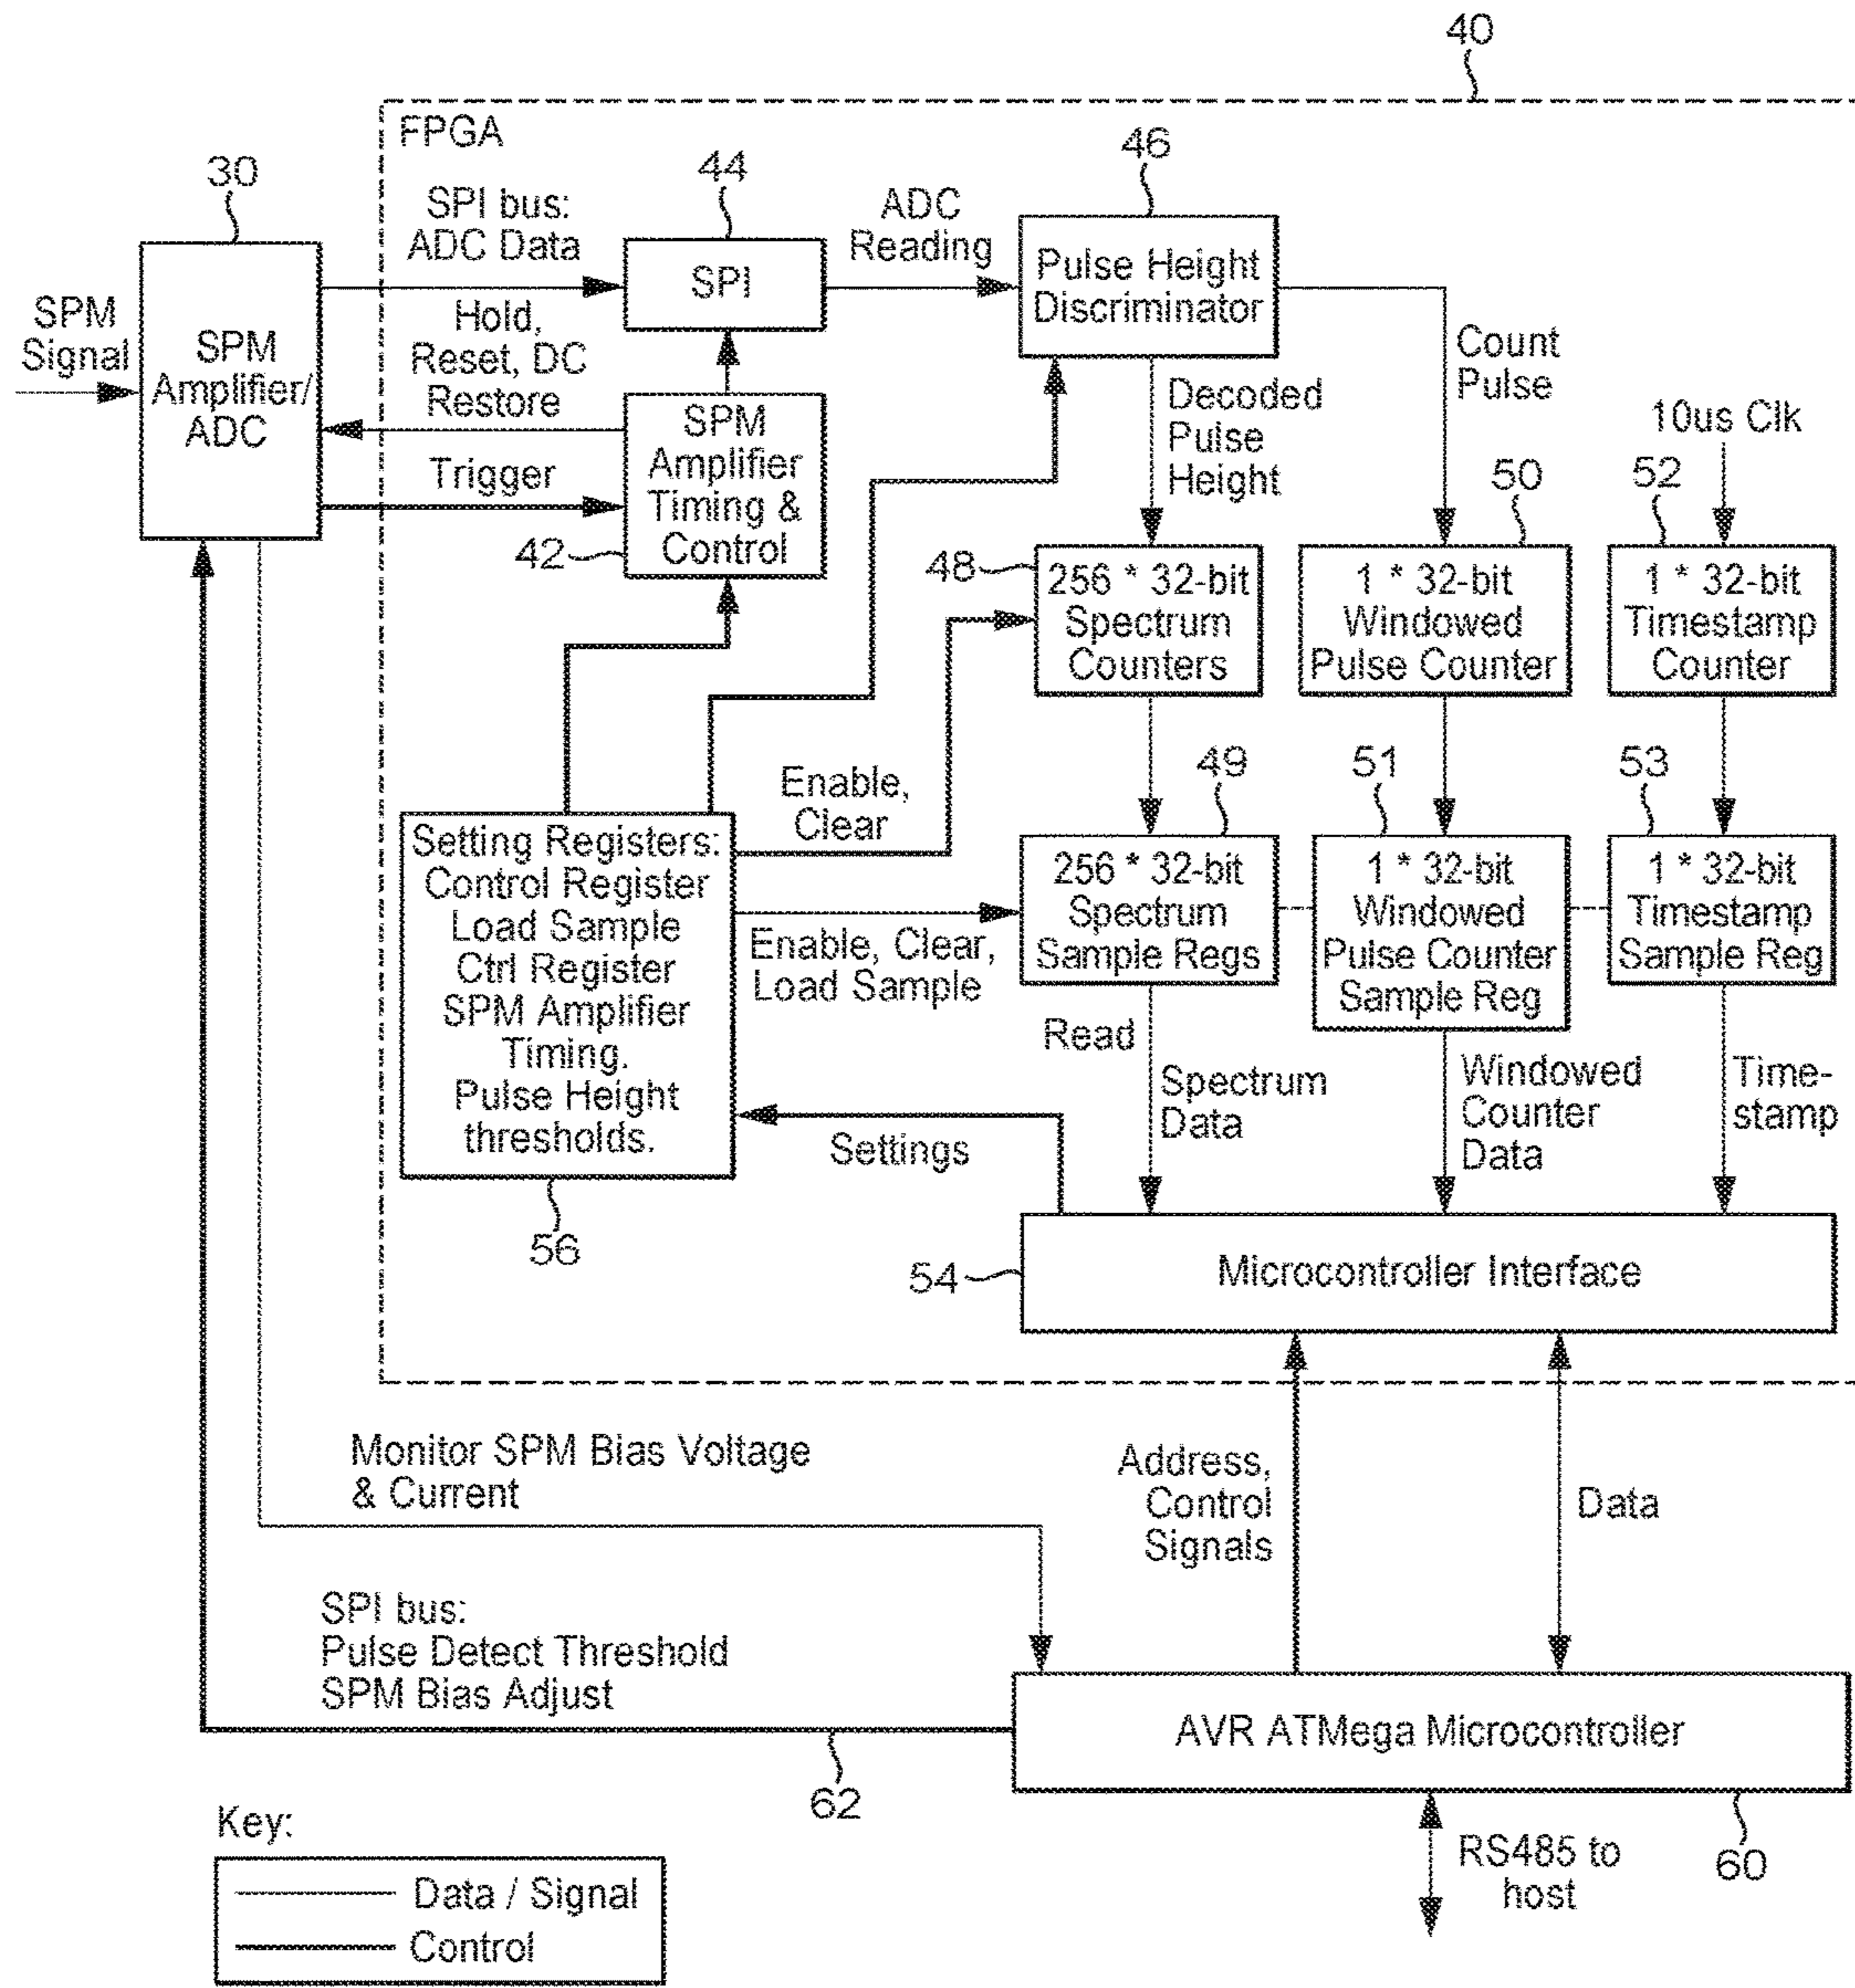 40
FPGA
30
44
46
SPI bus:
ADC Data
ADC
Reading
SPI
Pulse Height
Discriminator
SPM
Signal
SPM
Amplifier/
ADC
Hold,
Reset, DC
Restore
Trigger
SPM
Amplifier
Timing &
Control
42
Decoded
Pulse
Height
Count
Pulse
10us Clk
48
50
52
256 * 32-bit
Spectrum
Counters
1 * 32-bit
Windowed
Pulse Counter
1 * 32-bit
Timestamp
Counter
Enable,
Clear
49
51
53
Setting Registers:
Control Register
Load Sample
Ctrl Register
SPM Amplifier
Timing.
Pulse Height
thresholds.
56
Enable, Clear,
Load Sample
256 * 32-bit
Spectrum
Sample Regs
1 * 32-bit
Windowed
Pulse Counter
Sample Reg
1 * 32-bit
Timestamp
Sample Reg
Read
Spectrum
Data
Windowed
Counter
Data
Time-
stamp
Settings
54
Microcontroller Interface
Monitor SPM Bias Voltage
& Current
Address,
Control
Signals
Data
SPI bus:
Pulse Detect Threshold
SPM Bias Adjust
62
AVR ATMega Microcontroller
60
RS485 to
host
Key:
Data / Signal
Control